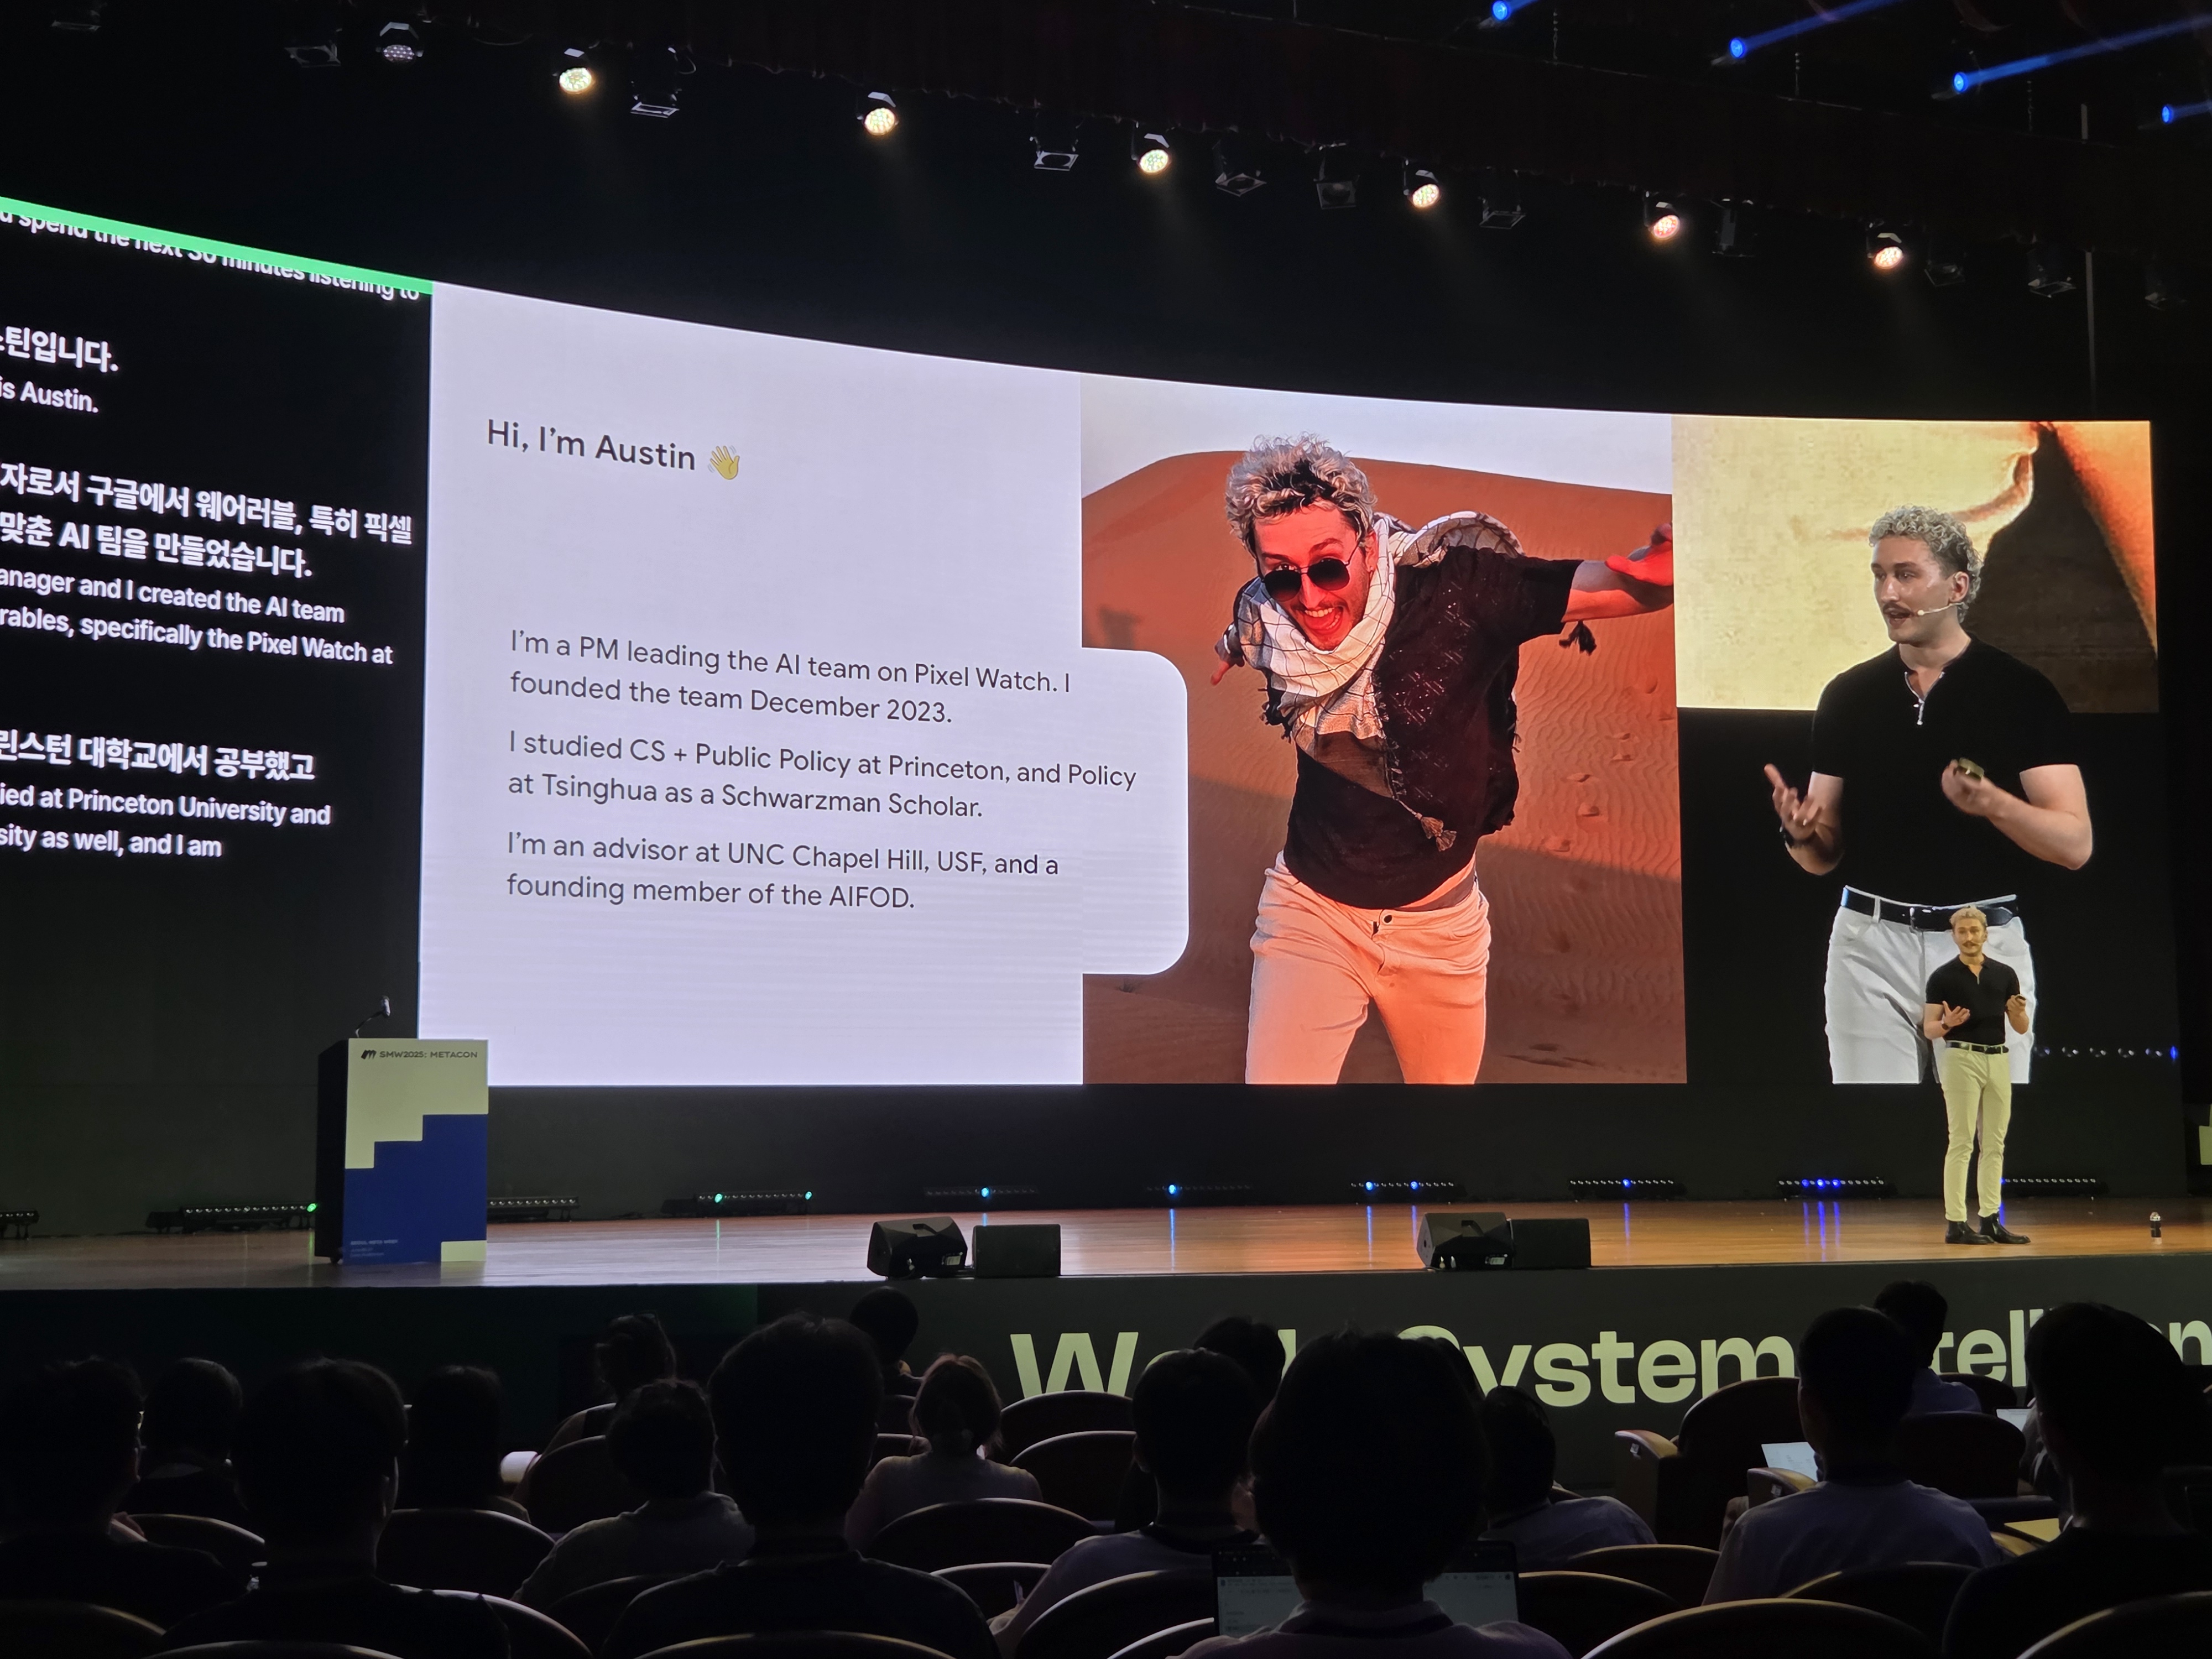 spend the next 30 minutes listening to
스틴입니다.
is Austin.
자로서 구글에서 웨어러블, 특히 픽셀
맞춘 AI 팀을 만들었습니다.
anager and I created the AI team
rables, specifically the Pixel Watch at
린스턴 대학교에서 공부했고
ied at Princeton University and
sity as well, and I am
Hi, I'm Austin 👋
I'm a PM leading the AI team on Pixel Watch. I
founded the team December 2023.
I studied CS + Public Policy at Princeton, and Policy
at Tsinghua as a Schwarzman Scholar.
I'm an advisor at UNC Chapel Hill, USF, and a
founding member of the AIFOD.
SMW2025: METACON
System